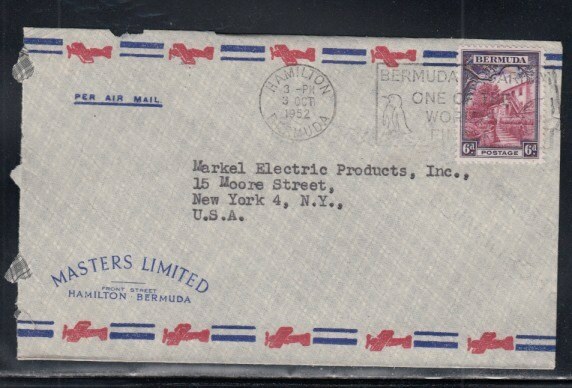 PER AIR MAIL
HAMILTON
3 -PM
3 OCT
1952
BERMUDA
BERMUDA
ONE OF
WOR
BERMUDA
6d POSTAGE 6d
Markel Electric Products, Inc.,
15 Moore Street,
New York 4, N.Y.,
U.S.A.
MASTERS LIMITED
FRONT STREET
HAMILTON BERMUDA